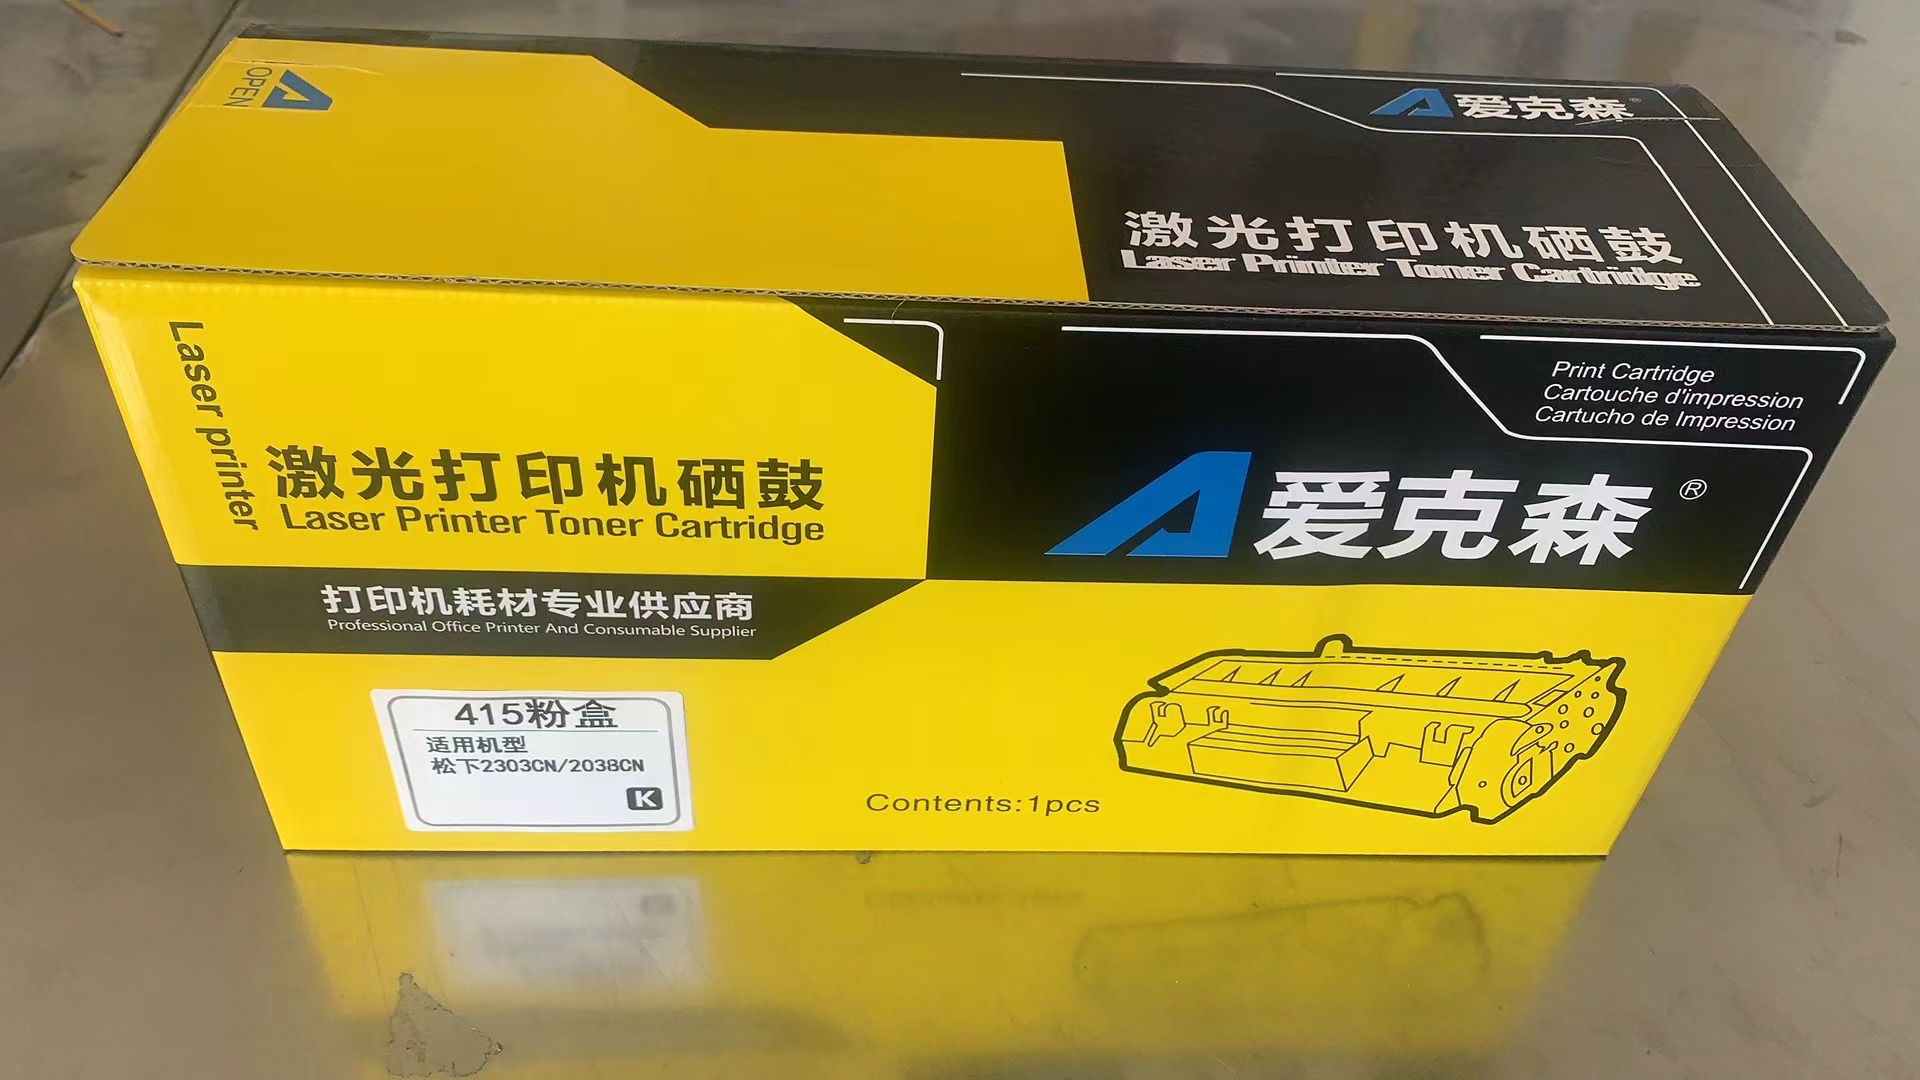 OPEN
爱克森
激光打印机硒鼓
Laser Printer Toner Cartridge
Laser printer
激光打印机硒鼓
Laser Printer Toner Cartridge
打印机耗材专业供应商
Professional Office Printer And Consumable Supplier
415粉盒
适用机型
松下2303CN/2038CN
K
Print Cartridge
Cartouche d'impression
Cartucho de Impression
爱克森®
Contents:1pcs